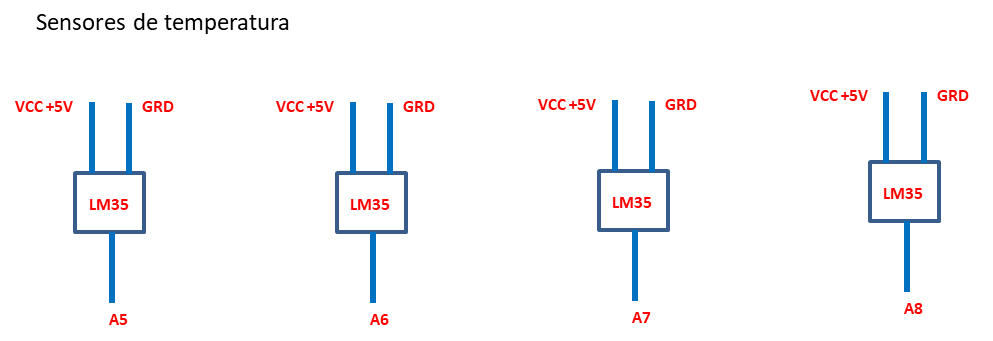 Sensores de temperatura
VCC +5V GRD VCC +5V GRD VCC +5V GRD VCC +5V GRD
LM35 LM35 LM35 LM35
A5 A6 A7 A8